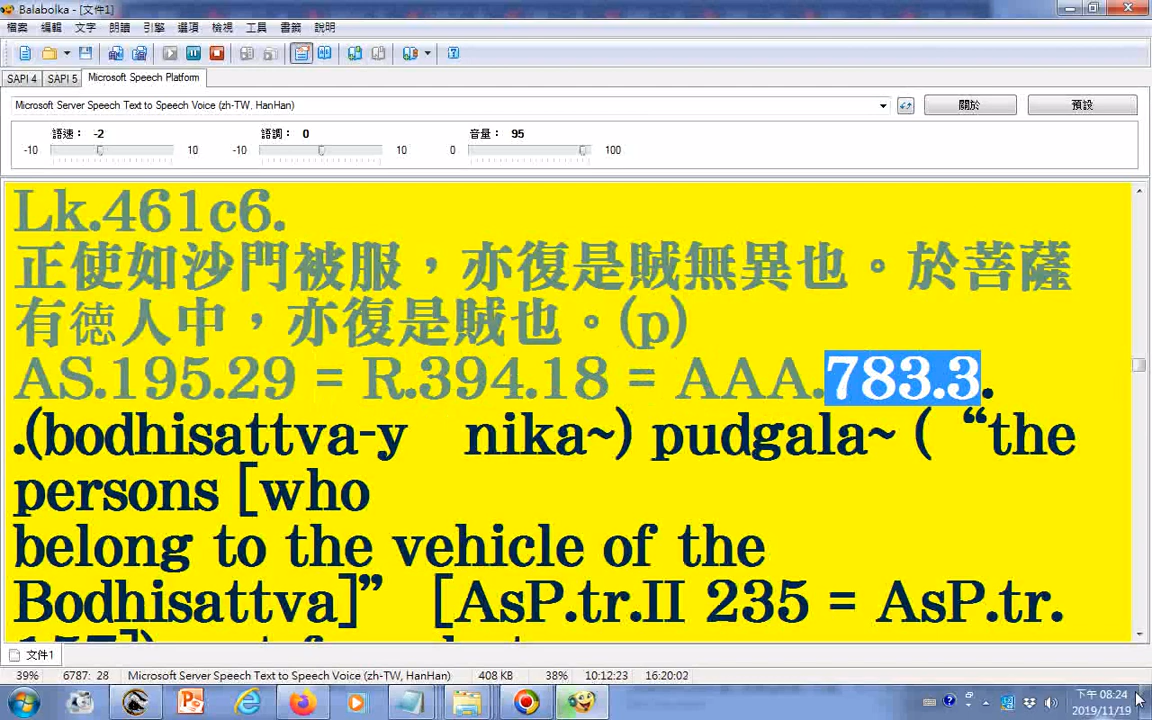 Balabolka - [文件1]
檔案 編輯 文字 朗讀 引擎 選項 檢視 工具 書籤 說明
SAPI 4 SAPI 5 Microsoft Speech Platform
Microsoft Server Speech Text to Speech Voice (zh-TW, HanHan) 關於 預設
語速： -2 語調： 0 音量： 95
-10 10 -10 10 0 100
Lk.461c6.
正使如沙門被服，亦復是賊無異也。於菩薩
有德人中，亦復是賊也。(p)
AS.195.29 = R.394.18 = AAA.783.3.
.(bodhisattva-y nika~) pudgala~ ( “the
persons [who
belong to the vehicle of the
Bodhisattva]” [AsP.tr.II 235 = AsP.tr.
文件1
39% 6787: 28 Microsoft Server Speech Text to Speech Voice (zh-TW, HanHan) 408 KB 38% 10:12:23 16:20:02
下午 08:24
2019/11/19